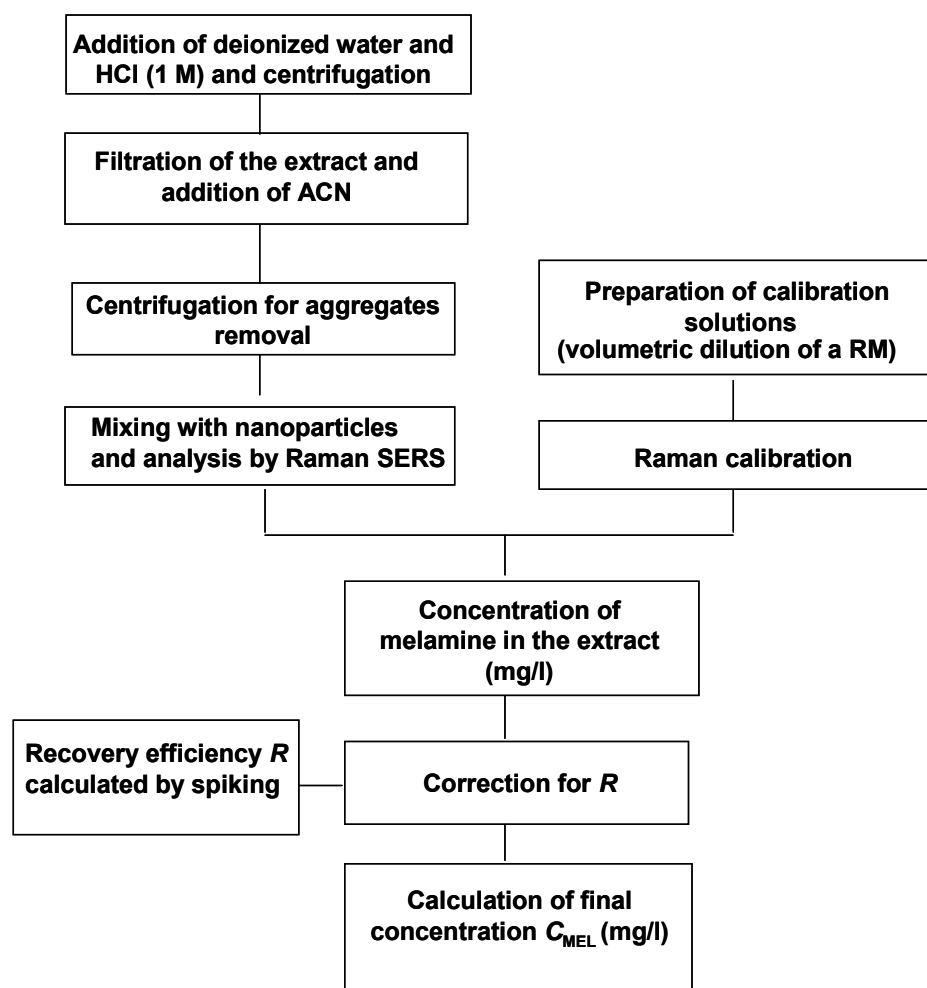 Addition of deionized water and
HCl (1 M) and centrifugation
Filtration of the extract and
addition of ACN
Centrifugation for aggregates
removal
Mixing with nanoparticles
and analysis by Raman SERS
Preparation of calibration
solutions
(volumetric dilution of a RM)
Raman calibration
Concentration of
melamine in the extract
(mg/l)
Recovery efficiency R
calculated by spiking
Correction for R
Calculation of final
concentration CMEL (mg/l)